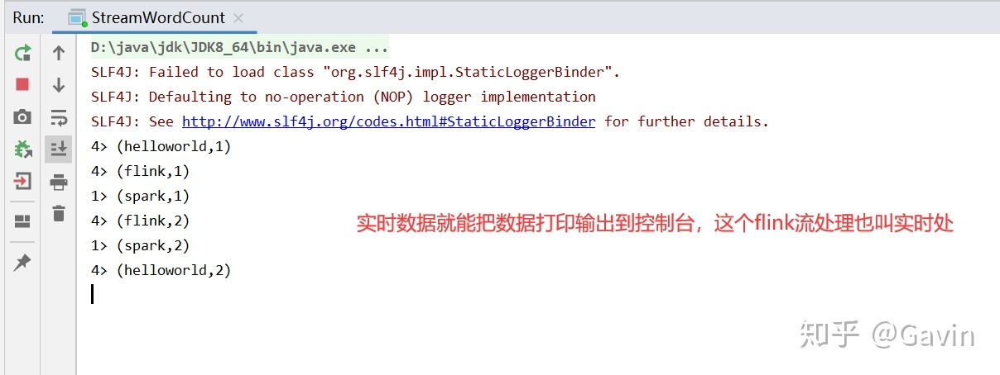 Run: StreamWordCount
D:\java\jdk\JDK8_64\bin\java.exe ...
SLF4J: Failed to load class "org.slf4j.impl.StaticLoggerBinder".
SLF4J: Defaulting to no-operation (NOP) logger implementation
SLF4J: See http://www.slf4j.org/codes.html#StaticLoggerBinder for further details.
4> (helloworld,1)
4> (flink,1)
1> (spark,1)
4> (flink,2)
实时数据就能把数据打印输出到控制台，这个flink流处理也叫实时处
1> (spark,2)
4> (helloworld,2)
知乎 @Gavin